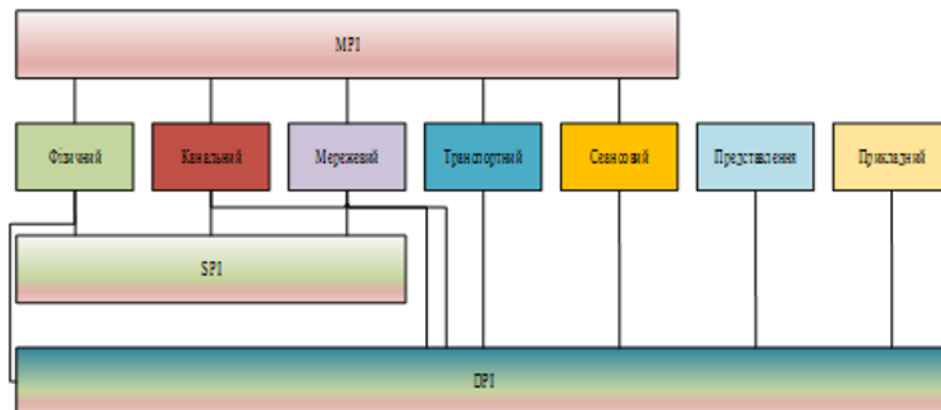 MPI
Фізичний
Канальний
Мережевий
Транспортний
Сеансовий
Представлення
Прикладний
SPI
DPI